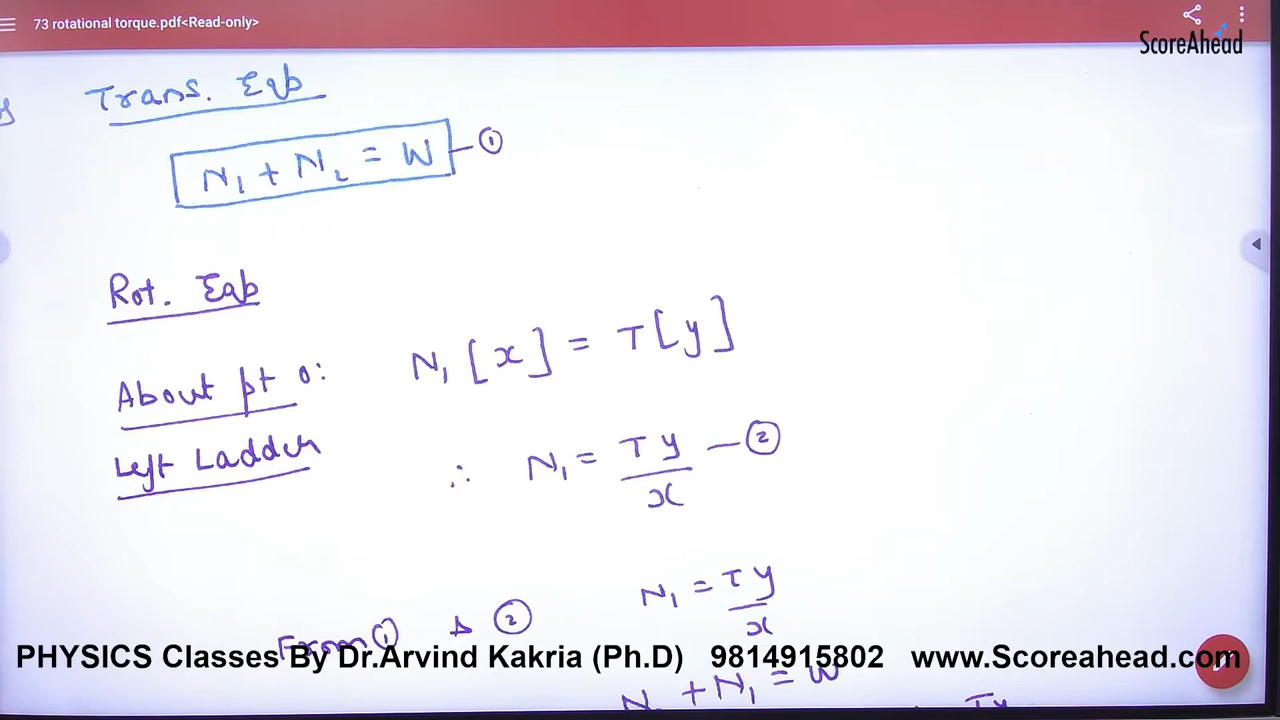 73 rotational torque.pdf<Read-only>
ScoreAhead
Trans. Eqb
N₁ + N₂ = W — ①
Rot. Eqb
About pt O: N₁ [x] = T[y]
Left Ladder
∴ N₁ = Ty/x — ②
N₁ = Ty/x
From ① & ②
PHYSICS Classes By Dr.Arvind Kakria (Ph.D) 9814915802 www.Scoreahead.com
+ N₁ = W
Ty